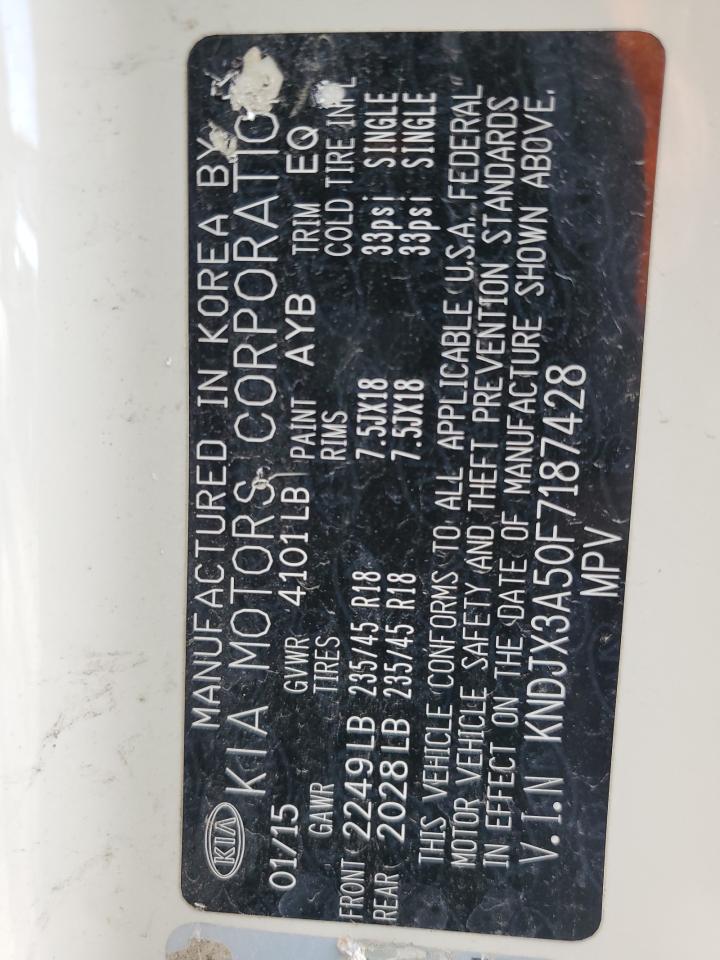 MANUFACTURED IN KOREA BY
KIA KIA MOTORS CORPORATIO
01/15 GVWR 4101LB PAINT AYB TRIM EQ
GAWR TIRES RIMS COLD TIRE INFL
FRONT 2249LB 235/45 R18 7.5JX18 33psi SINGLE
REAR 2028LB 235/45 R18 7.5JX18 33psi SINGLE
THIS VEHICLE CONFORMS TO ALL APPLICABLE U.S.A. FEDERAL
MOTOR VEHICLE SAFETY AND THEFT PREVENTION STANDARDS
IN EFFECT ON THE DATE OF MANUFACTURE SHOWN ABOVE.
V.I.N KNDJX3A50F7187428
MPV